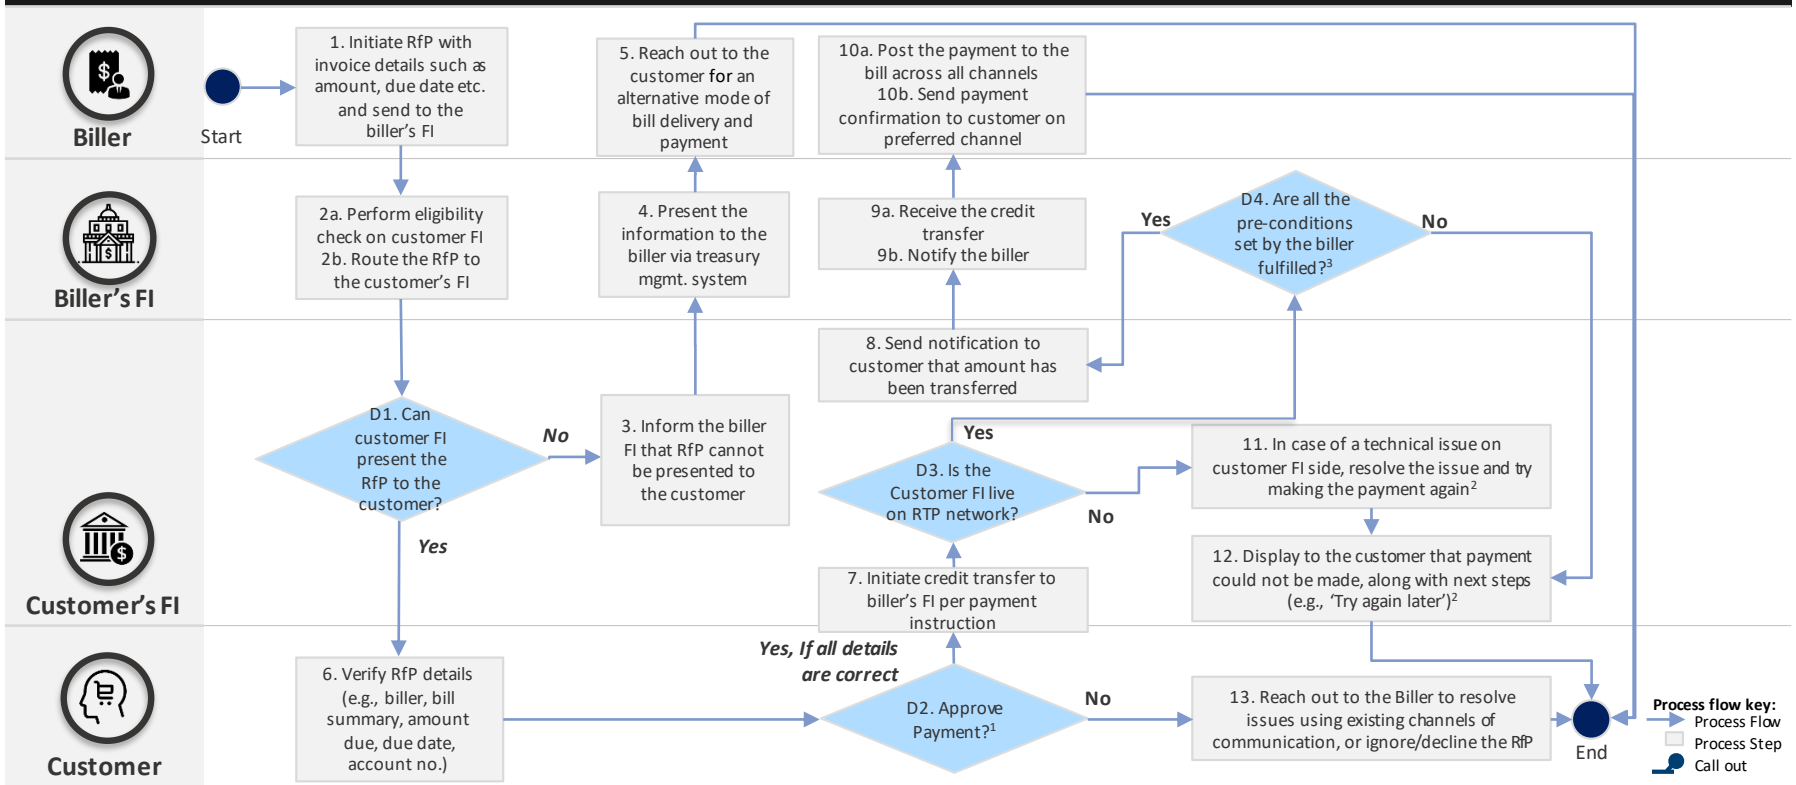 Biller
Start
1. Initiate RfP with
invoice details such as
amount, due date etc.
and send to the
biller's FI
5. Reach out to the
customer for an
alternative mode of
bill delivery and
payment
10a. Post the payment to the
bill across all channels
10b. Send payment
confirmation to customer on
preferred channel
Biller's FI
2a. Perform eligibility
check on customer FI
2b. Route the RfP to
the customer's FI
4. Present the
information to the
biller via treasury
mgmt. system
9a. Receive the credit
transfer
9b. Notify the biller
Yes
D4. Are all the
pre-conditions
set by the biller
fulfilled?³
No
Customer's FI
D1. Can
customer FI
present the
RfP to the
customer?
No
Yes
3. Inform the biller
FI that RfP cannot
be presented to
the customer
8. Send notification to
customer that amount has
been transferred
Yes
D3. Is the
Customer FI live
on RTP network?
No
7. Initiate credit transfer to
biller's FI per payment
instruction
11. In case of a technical issue on
customer FI side, resolve the issue and try
making the payment again²
12. Display to the customer that payment
could not be made, along with next steps
(e.g., 'Try again later')²
Customer
6. Verify RfP details
(e.g., biller, bill
summary, amount
due, due date,
account no.)
Yes, If all details
are correct
D2. Approve
Payment?¹
No
13. Reach out to the Biller to resolve
issues using existing channels of
communication, or ignore/decline the RfP
End
Process flow key:
Process Flow
Process Step
Call out